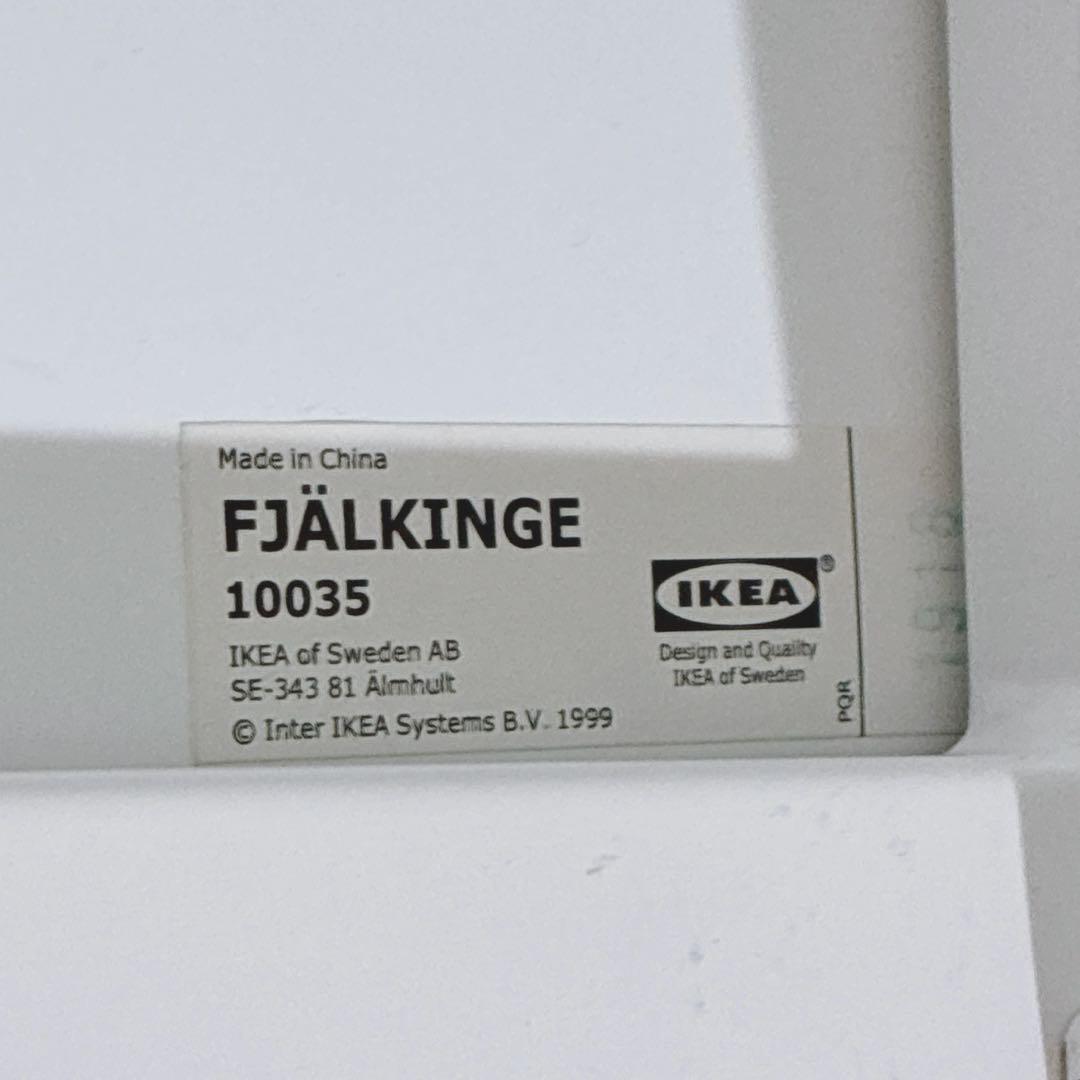 Made in China
FJÄLKINGE
10035
IKEA of Sweden AB
SE-343 81 Älmhult
© Inter IKEA Systems B.V. 1999
IKEA®
Design and Quality
IKEA of Sweden
PQR